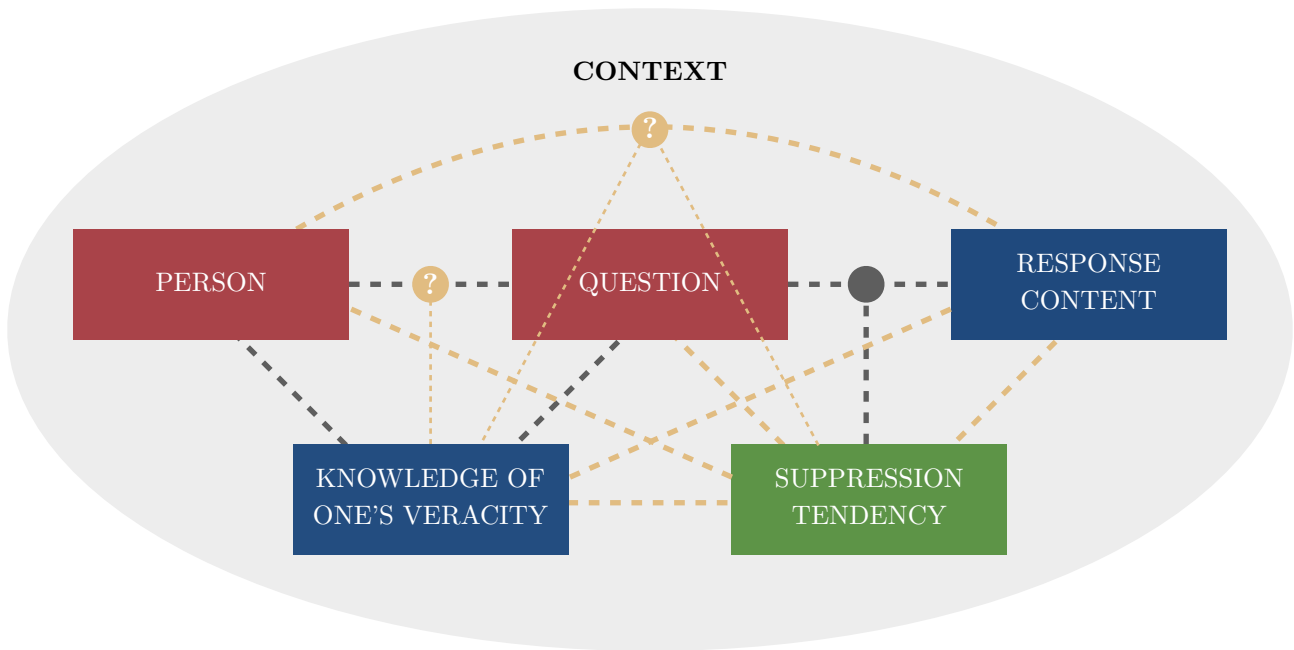 CONTEXT
?
PERSON
?
QUESTION
RESPONSE
CONTENT
KNOWLEDGE OF
ONE'S VERACITY
SUPPRESSION
TENDENCY